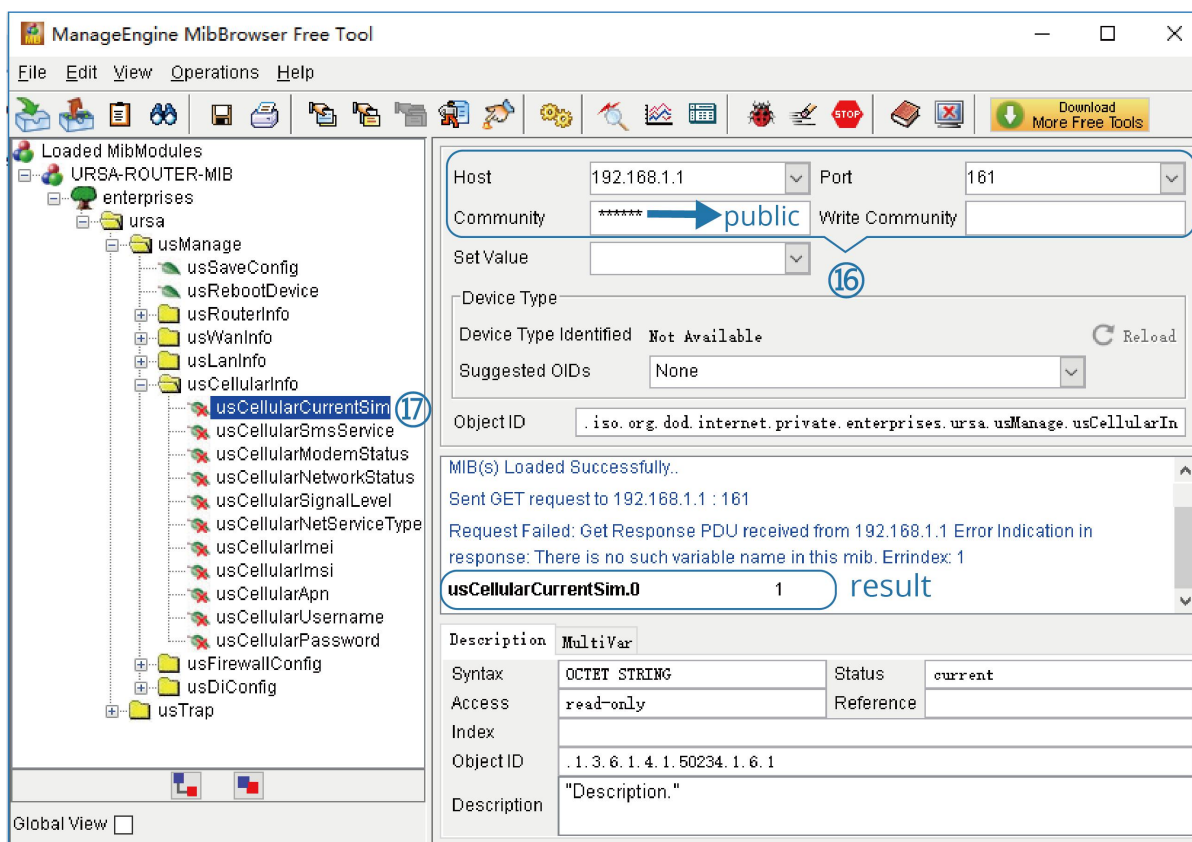 ManageEngine MibBrowser Free Tool
File Edit View Operations Help
STOP
Download
More Free Tools
Loaded MibModules
URSA-ROUTER-MIB
enterprises
ursa
usManage
usSaveConfig
usRebootDevice
usRouterInfo
usWanInfo
usLanInfo
usCellularInfo
usCellularCurrentSim ⑰
usCellularSmsService
usCellularModemStatus
usCellularNetworkStatus
usCellularSignalLevel
usCellularNetServiceType
usCellularImei
usCellularImsi
usCellularApn
usCellularUsername
usCellularPassword
usFirewallConfig
usDiConfig
usTrap
Global View
Host 192.168.1.1 Port 161
Community ****** public Write Community
Set Value ⑯
Device Type
Device Type Identified Not Available Reload
Suggested OIDs None
Object ID .iso.org.dod.internet.private.enterprises.ursa.usManage.usCellularIn
MIB(s) Loaded Successfully..
Sent GET request to 192.168.1.1 : 161
Request Failed: Get Response PDU received from 192.168.1.1 Error Indication in
response: There is no such variable name in this mib. Errindex: 1
usCellularCurrentSim.0 1 result
Description MultiVar
Syntax OCTET STRING Status current
Access read-only Reference
Index
Object ID .1.3.6.1.4.1.50234.1.6.1
Description "Description."